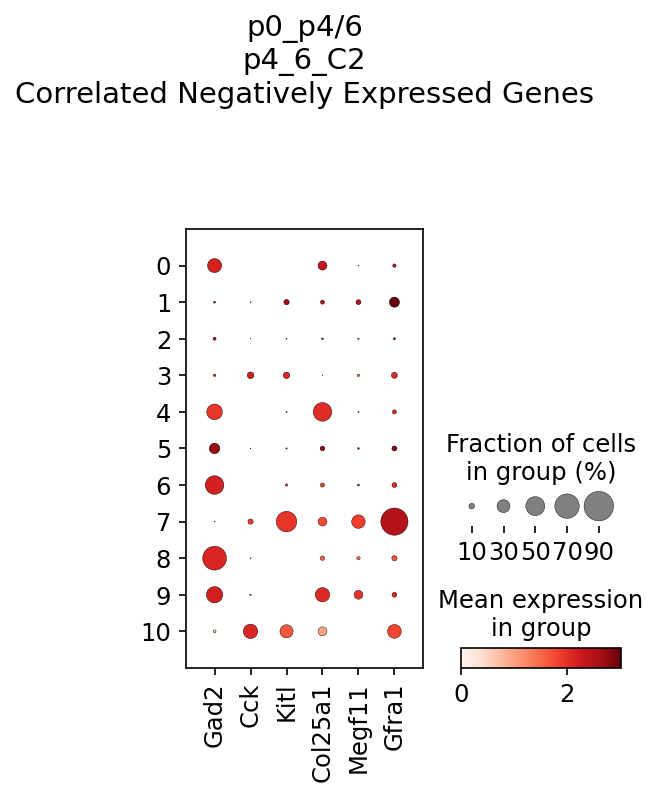 p0_p4/6
p4_6_C2
Correlated Negatively Expressed Genes
0
1
2
3
4
5
6
7
8
9
10
Gad2
Cck
Kitl
Col25a1
Megf11
Gfra1
Fraction of cells
in group (%)
10 30 50 70 90
Mean expression
in group
0 2